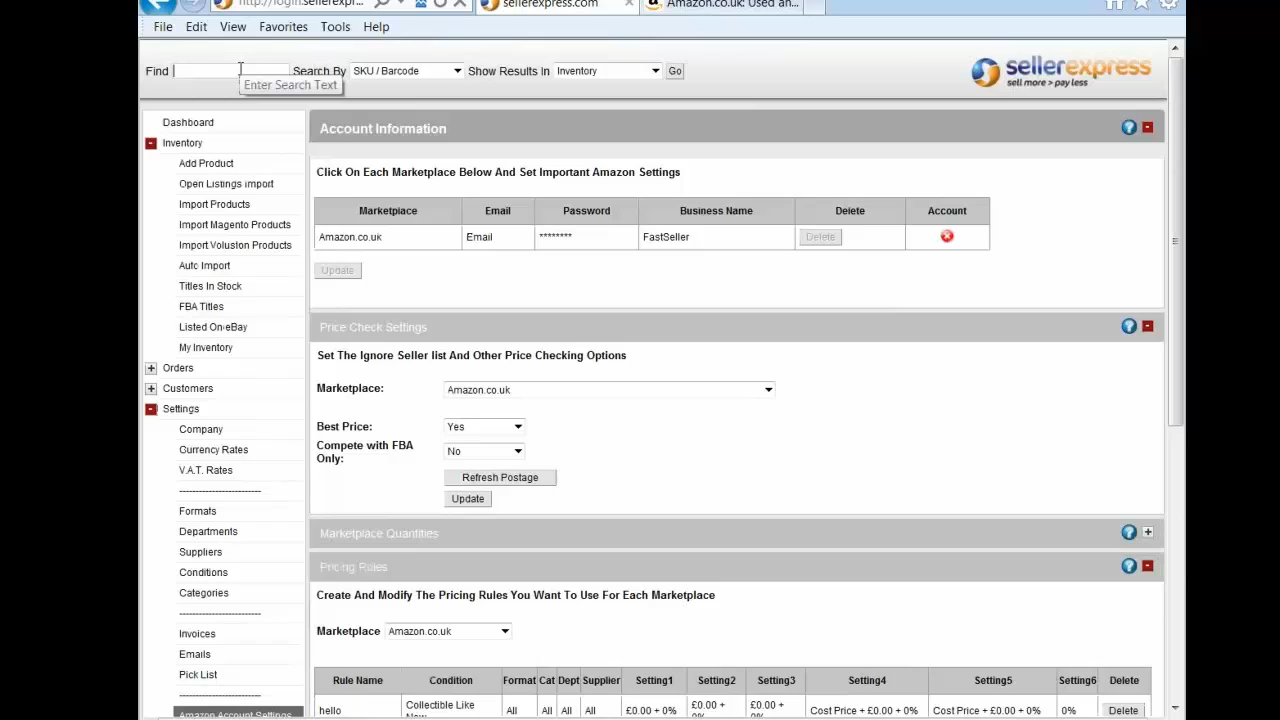 http://login.sellerexpr...
sellerexpress.com
Amazon.co.uk: Used an...
File Edit View Favorites Tools Help
Find Search By SKU / Barcode Show Results In Inventory Go
Enter Search Text
sellerexpress
sell more > pay less
Dashboard
Inventory
Add Product
Open Listings Import
Import Products
Import Magento Products
Import Volusion Products
Auto Import
Titles In Stock
FBA Titles
Listed On eBay
My Inventory
Orders
Customers
Settings
Company
Currency Rates
V.A.T. Rates
------------------------
Formats
Departments
Suppliers
Conditions
Categories
------------------------
Invoices
Emails
Pick List
------------------------
Amazon Account Settings
Account Information
Click On Each Marketplace Below And Set Important Amazon Settings
Marketplace Email Password Business Name Delete Account
Amazon.co.uk Email ******** FastSeller Delete
Update
Price Check Settings
Set The Ignore Seller list And Other Price Checking Options
Marketplace: Amazon.co.uk
Best Price: Yes
Compete with FBA
Only: No
Refresh Postage
Update
Marketplace Quantities
Pricing Rules
Create And Modify The Pricing Rules You Want To Use For Each Marketplace
Marketplace Amazon.co.uk
Rule Name Condition Format Cat Dept Supplier Setting1 Setting2 Setting3 Setting4 Setting5 Setting6 Delete
hello Collectible Like All All All All £0.00 + 0% £0.00 + £0.00 + Cost Price + £0.00 + 0% Cost Price + £0.00 + 0% 0% Delete